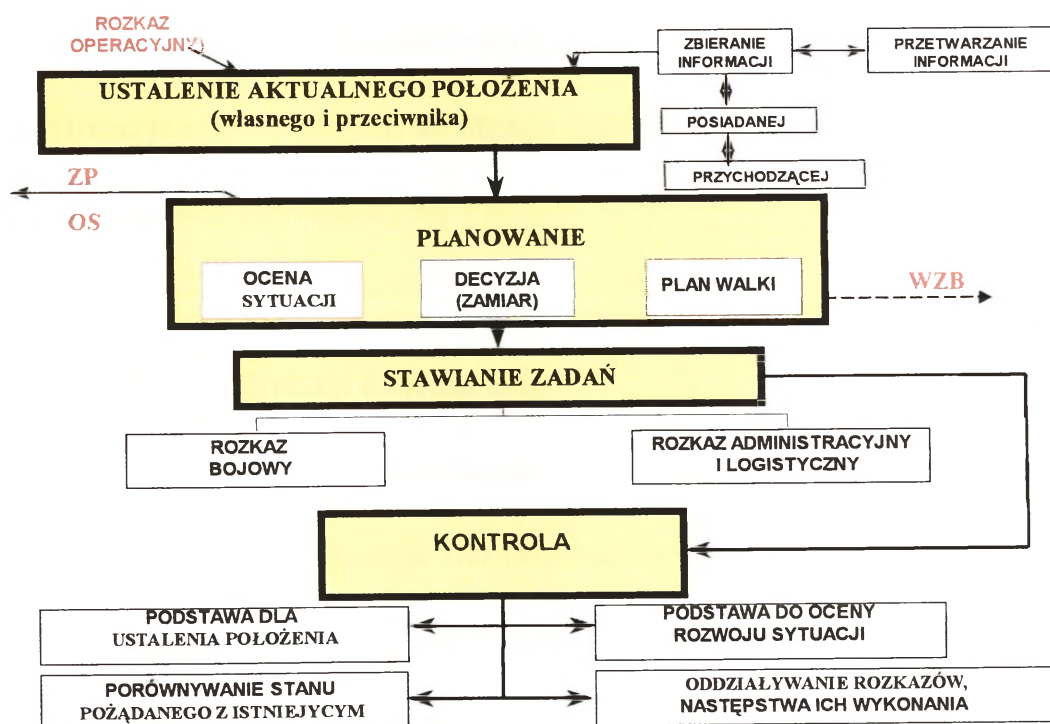 ROZKAZ
OPERACYJNY)
ZBIERANIE
INFORMACJI
PRZETWARZANIE
INFORMACJI
USTALENIE AKTUALNEGO POŁOŻENIA
(własnego i przeciwnika)
POSIADANEJ
PRZYCHODZĄCEJ
ZP
OS
PLANOWANIE
OCENA
SYTUACJI
DECYZJA
(ZAMIAR)
PLAN WALKI
WZB
STAWIANIE ZADAŃ
ROZKAZ
BOJOWY
ROZKAZ ADMINISTRACYJNY
I LOGISTYCZNY
KONTROLA
PODSTAWA DLA
USTALENIA POŁOŻENIA
PODSTAWA DO OCENY
ROZWOJU SYTUACJI
PORÓWNYWANIE STANU
POŻĄDANEGO Z ISTNIEJYCYM
ODDZIAŁYWANIE ROZKAZÓW,
NASTĘPSTWA ICH WYKONANIA